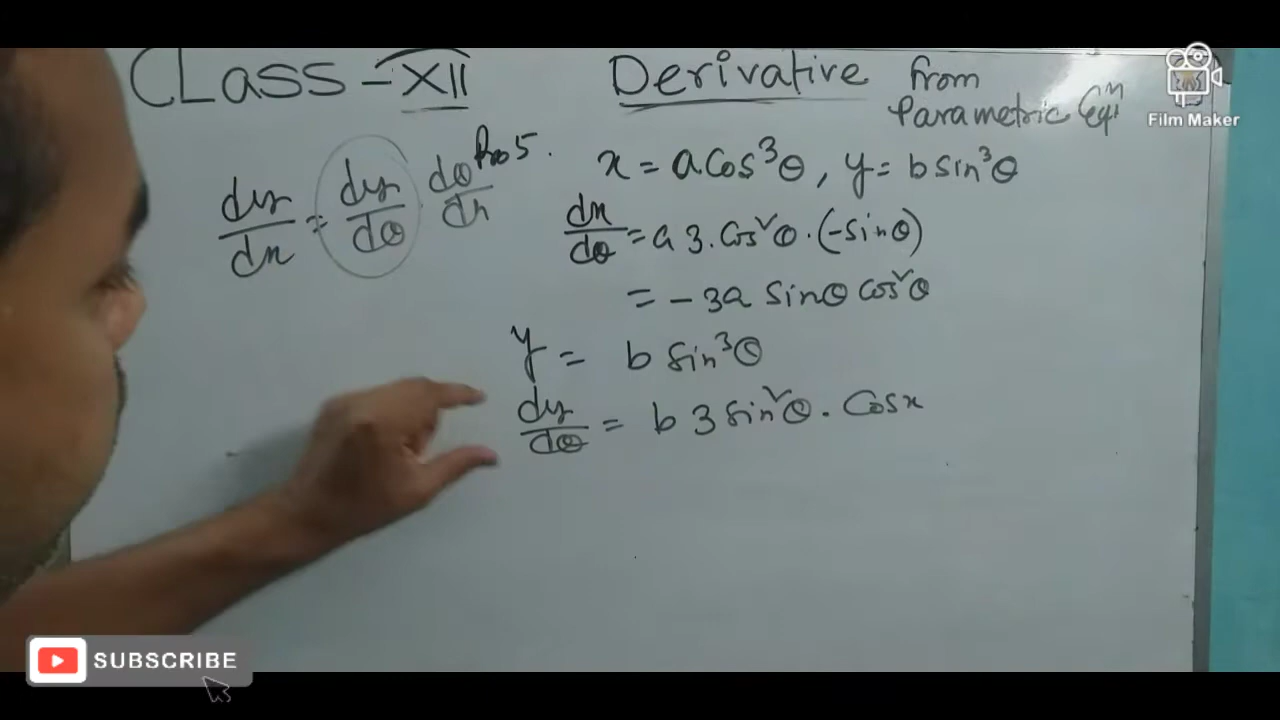 CLass - XII
Derivative from
Parametric Eqn
Film Maker
Pro 5.
x = a cos³θ, y = b sin³θ
dy/dx = dy/dθ · dθ/dx
dx/dθ = a 3. cos²θ · (-sinθ)
= - 3a sinθ cos²θ
y = b sin³θ
dy/dθ = b 3 sin²θ · Cosx
SUBSCRIBE